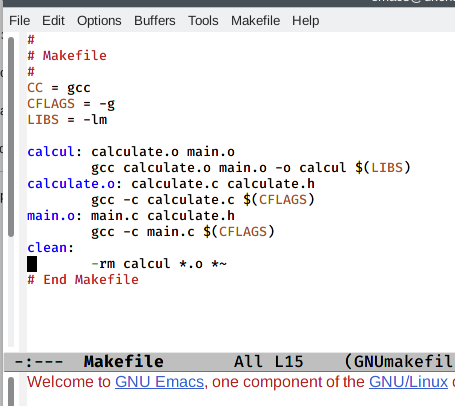 File Edit Options Buffers Tools Makefile Help
#
# Makefile
#
CC = gcc
CFLAGS = -g
LIBS = -lm
calcul: calculate.o main.o
gcc calculate.o main.o -o calcul $(LIBS)
calculate.o: calculate.c calculate.h
gcc -c calculate.c $(CFLAGS)
main.o: main.c calculate.h
gcc -c main.c $(CFLAGS)
clean:
-rm calcul *.o *~
# End Makefile
-:--- Makefile All L15 (GNUmakefil
Welcome to GNU Emacs, one component of the GNU/Linux